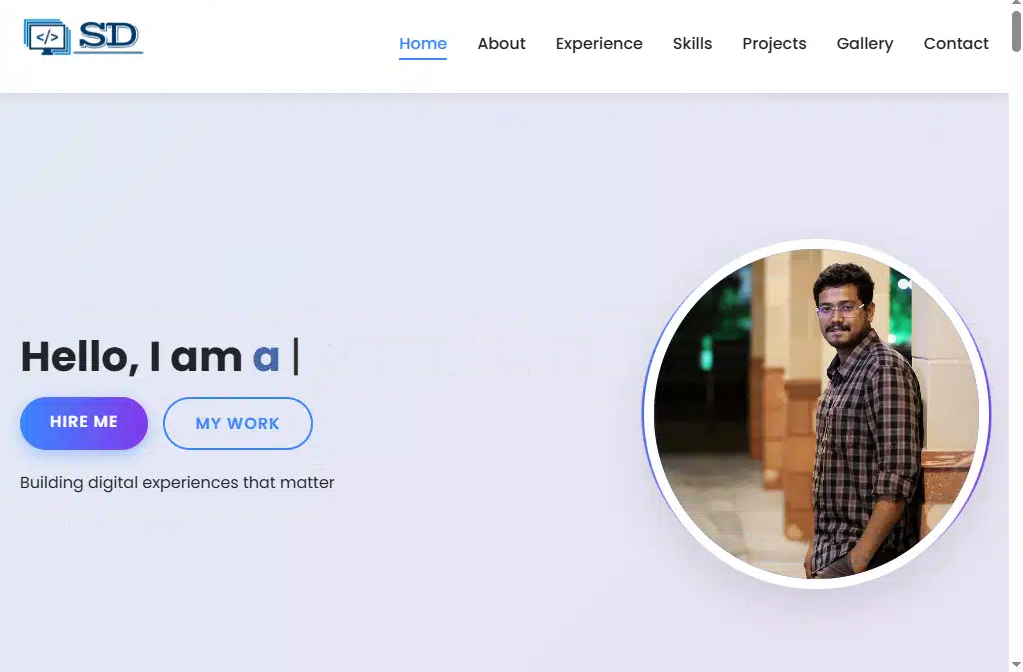 </> SD
Home About Experience Skills Projects Gallery Contact
Hello, I am a |
HIRE ME MY WORK
Building digital experiences that matter